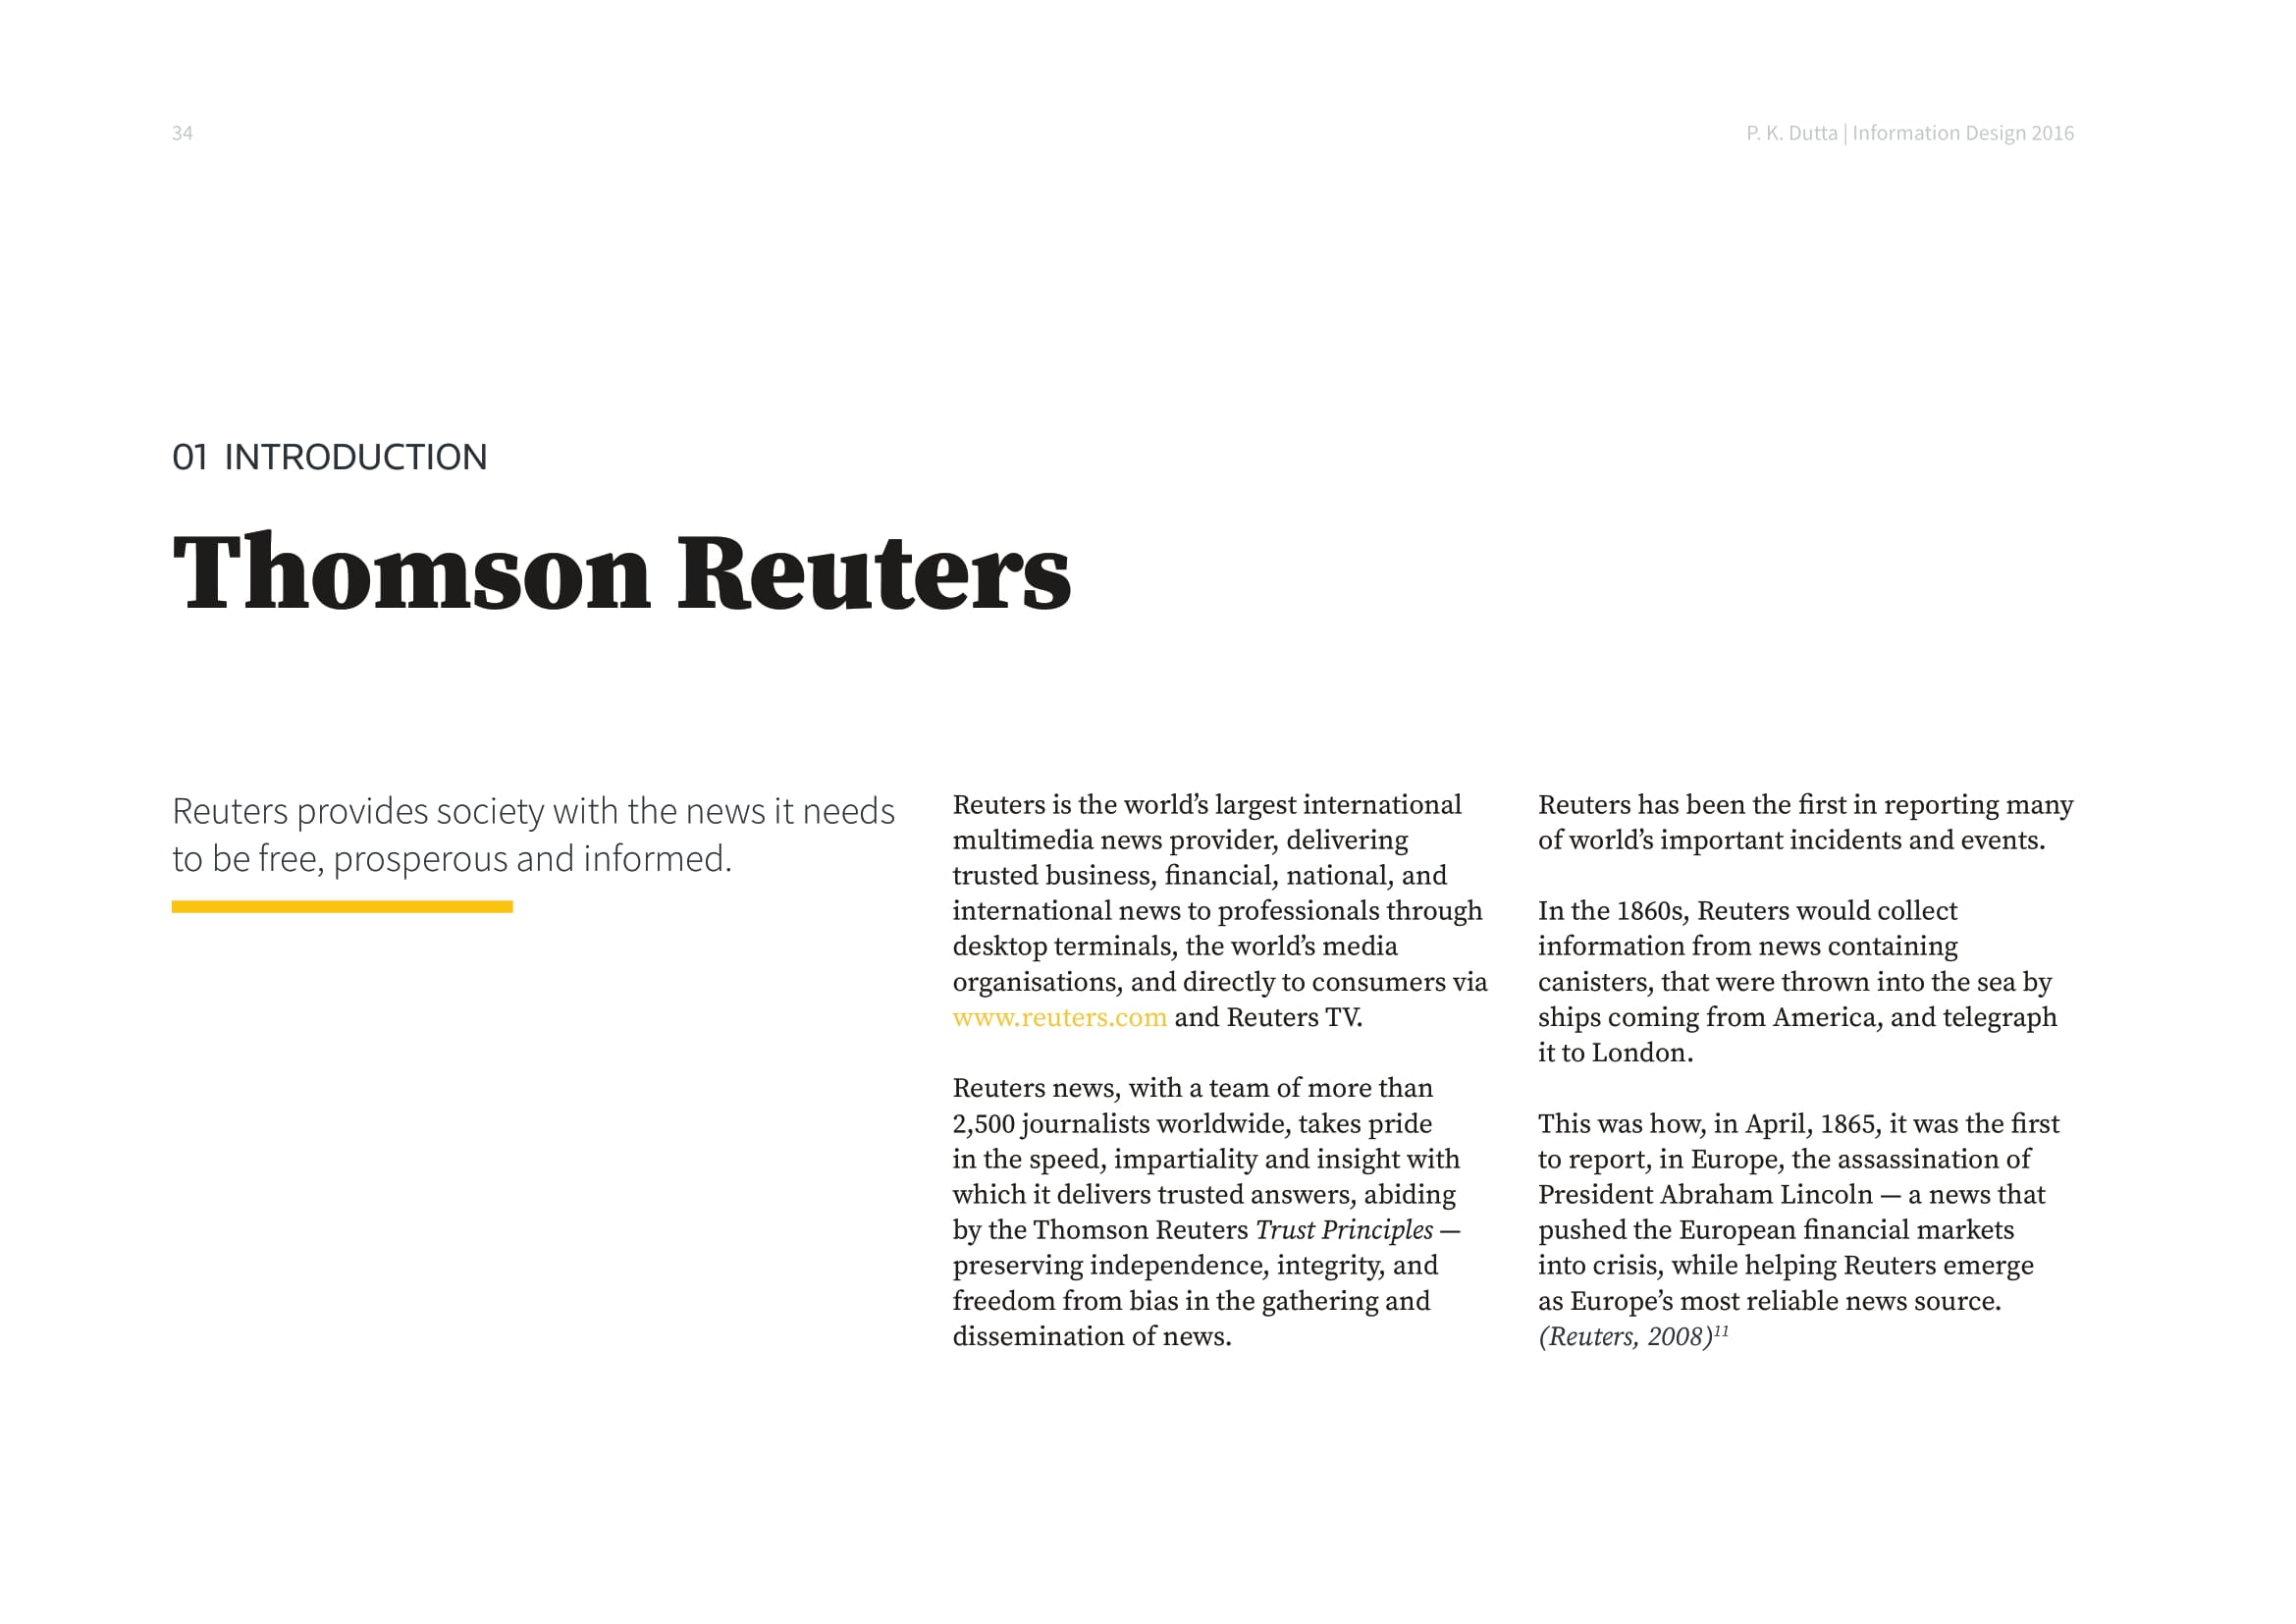 34
P. K. Dutta | Information Design 2016
01 INTRODUCTION
Thomson Reuters
Reuters provides society with the news it needs
to be free, prosperous and informed.
Reuters is the world’s largest international
multimedia news provider, delivering
trusted business, financial, national, and
international news to professionals through
desktop terminals, the world’s media
organisations, and directly to consumers via
www.reuters.com and Reuters TV.
Reuters news, with a team of more than
2,500 journalists worldwide, takes pride
in the speed, impartiality and insight with
which it delivers trusted answers, abiding
by the Thomson Reuters Trust Principles —
preserving independence, integrity, and
freedom from bias in the gathering and
dissemination of news.
Reuters has been the first in reporting many
of world’s important incidents and events.
In the 1860s, Reuters would collect
information from news containing
canisters, that were thrown into the sea by
ships coming from America, and telegraph
it to London.
This was how, in April, 1865, it was the first
to report, in Europe, the assassination of
President Abraham Lincoln — a news that
pushed the European financial markets
into crisis, while helping Reuters emerge
as Europe’s most reliable news source.
(Reuters, 2008)¹¹